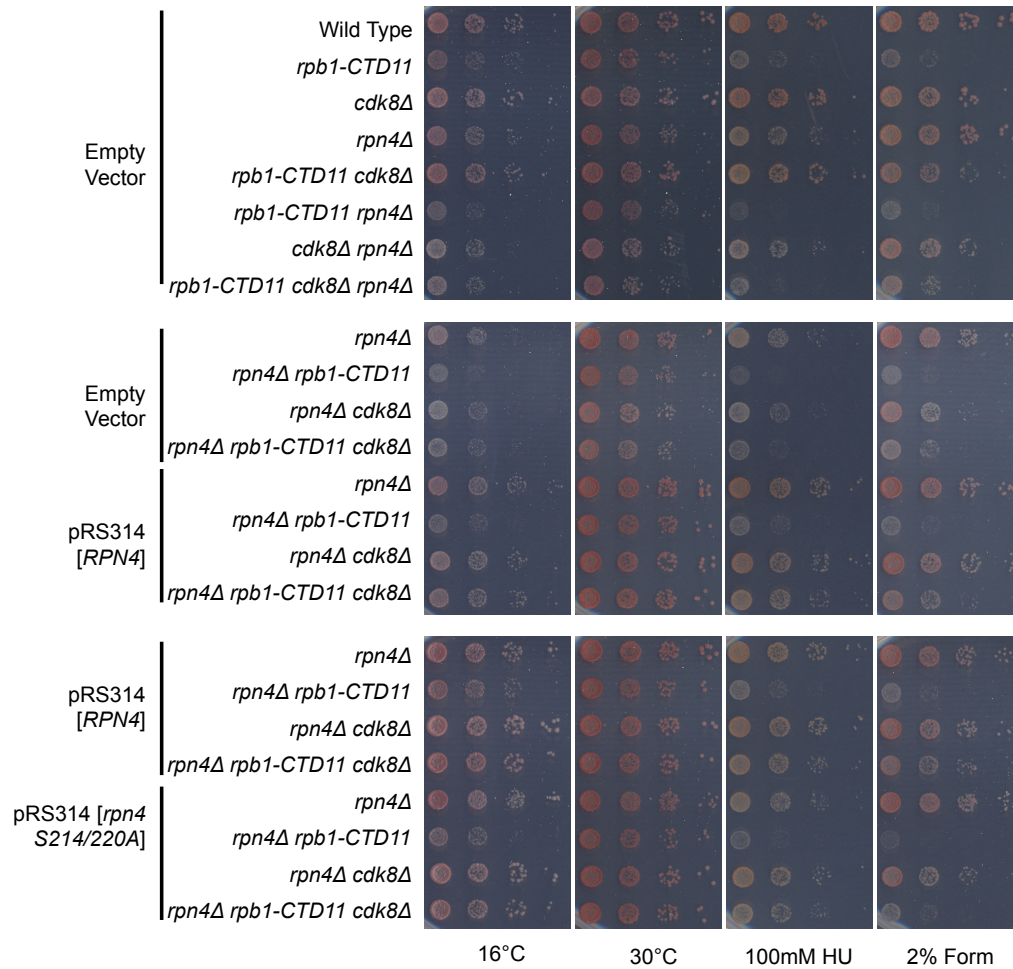 Wild Type
rpb1-CTD11
cdk8Δ
rpn4Δ
Empty
Vector
rpb1-CTD11 cdk8Δ
rpb1-CTD11 rpn4Δ
cdk8Δ rpn4Δ
rpb1-CTD11 cdk8Δ rpn4Δ
rpn4Δ
rpn4Δ rpb1-CTD11
Empty
Vector
rpn4Δ cdk8Δ
rpn4Δ rpb1-CTD11 cdk8Δ
rpn4Δ
rpn4Δ rpb1-CTD11
pRS314
[RPN4]
rpn4Δ cdk8Δ
rpn4Δ rpb1-CTD11 cdk8Δ
rpn4Δ
rpn4Δ rpb1-CTD11
pRS314
[RPN4]
rpn4Δ cdk8Δ
rpn4Δ rpb1-CTD11 cdk8Δ
rpn4Δ
pRS314 [rpn4
S214/220A]
rpn4Δ rpb1-CTD11
rpn4Δ cdk8Δ
rpn4Δ rpb1-CTD11 cdk8Δ
16°C 30°C 100mM HU 2% Form